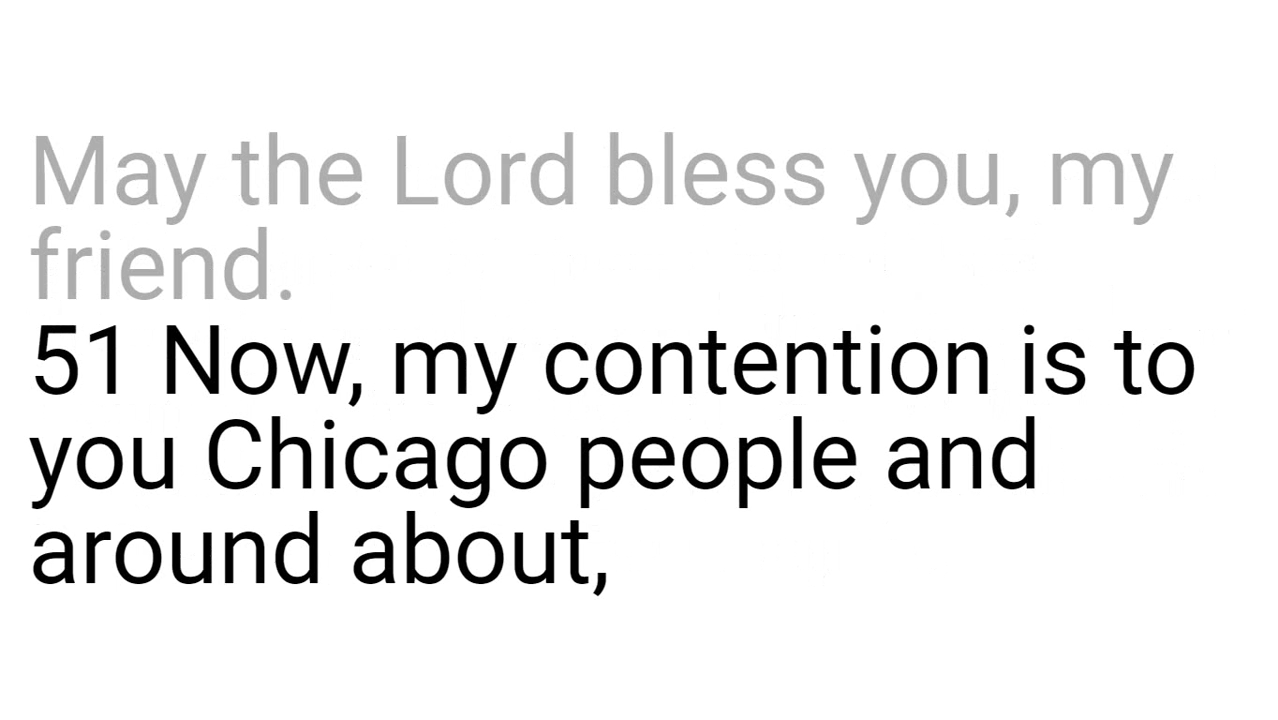 May the Lord bless you, my
friend.
51 Now, my contention is to
you Chicago people and
around about,